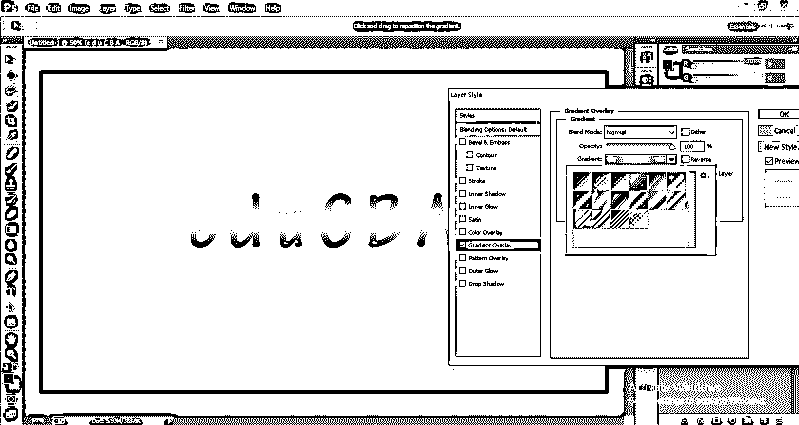 Ps File Edit Image Layer Type Select Filter View Window Help
Click and drag to reposition the gradient.
Layer Style
Styles
Blending Options: Default
Bevel & Emboss
Contour
Texture
Stroke
Inner Shadow
Inner Glow
Satin
Color Overlay
Gradient Overlay
Pattern Overlay
Outer Glow
Drop Shadow
Gradient Overlay
Gradient
Blend Mode: Normal
Dither
Opacity: 100 %
Gradient:
Reverse
Layer
OK
Cancel
New Style
Preview
eduCBA